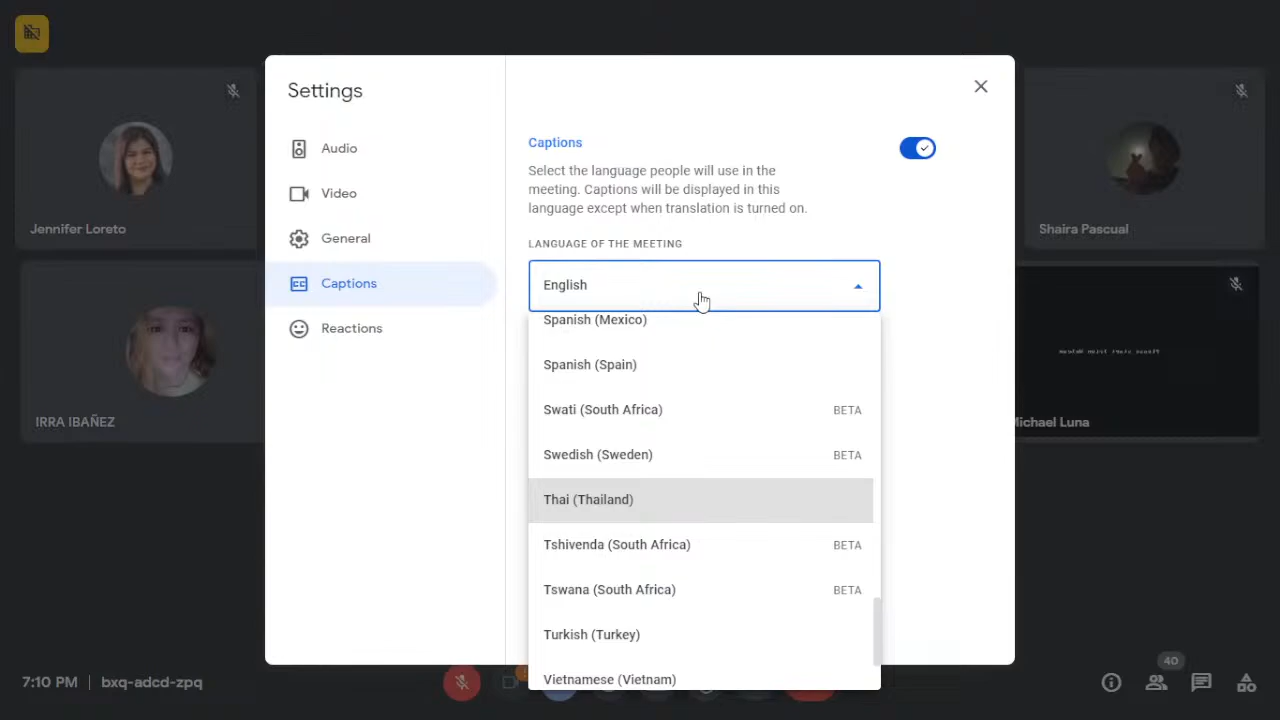 Settings
Audio
Video
General
Captions
Reactions
Captions
Select the language people will use in the
meeting. Captions will be displayed in this
language except when translation is turned on.
LANGUAGE OF THE MEETING
English
Spanish (Mexico)
Spanish (Spain)
Swati (South Africa) BETA
Swedish (Sweden) BETA
Thai (Thailand)
Tshivenda (South Africa) BETA
Tswana (South Africa) BETA
Turkish (Turkey)
Vietnamese (Vietnam)
Jennifer Loreto
IRRA IBAÑEZ
Shaira Pascual
Michael Luna
7:10 PM | bxq-adcd-zpq
40